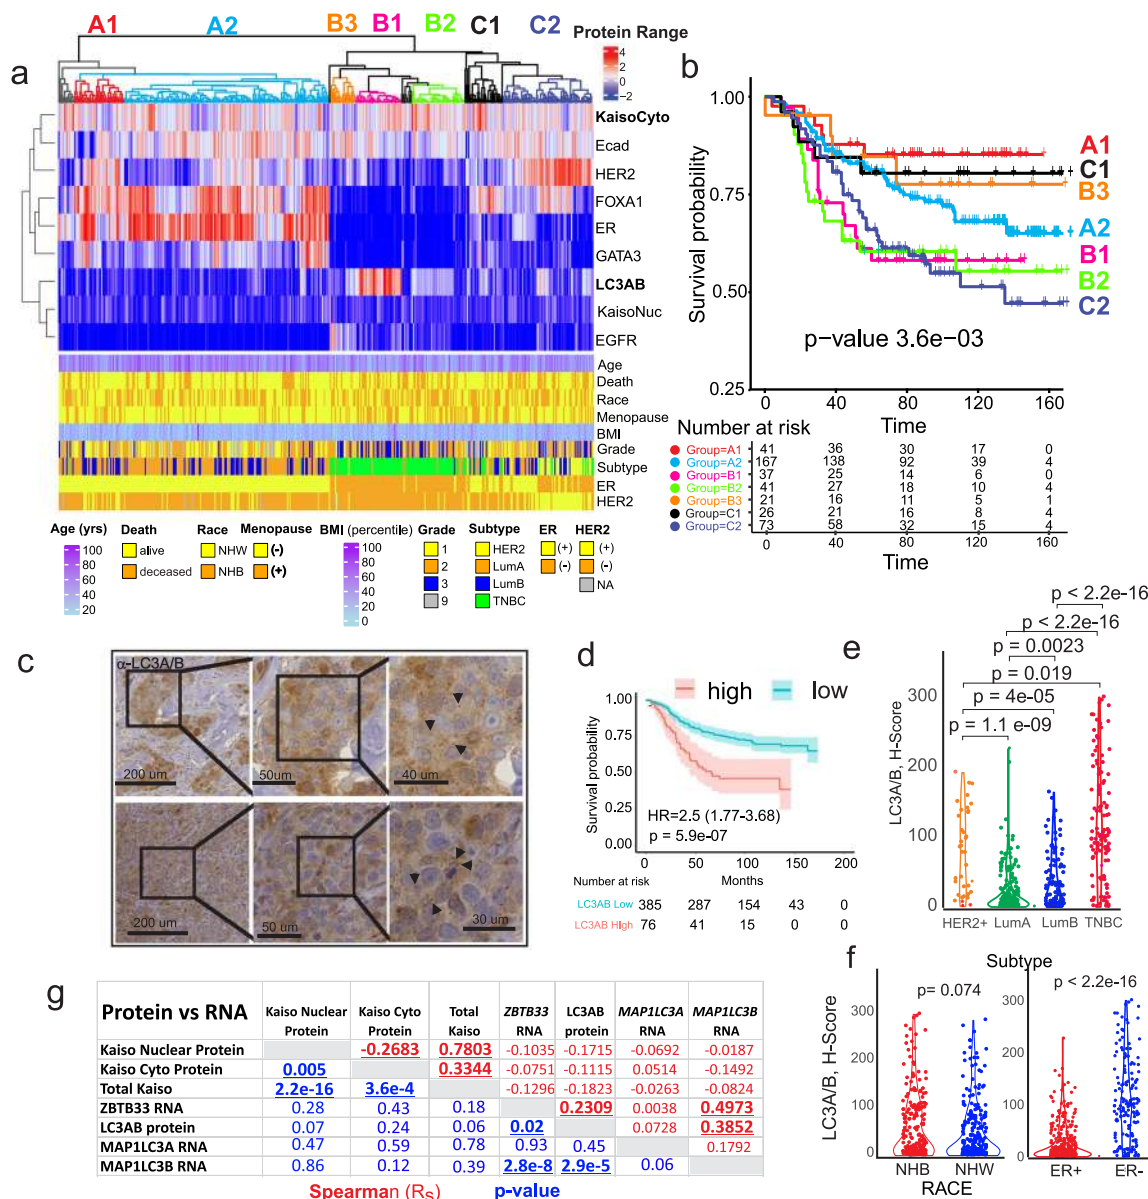 a
A1 A2 B3 B1 B2 C1 C2
Protein Range
4
2
0
−2
KaisoCyto
Ecad
HER2
FOXA1
ER
GATA3
LC3AB
KaisoNuc
EGFR
Age
Death
Race
Menopause
BMI
Grade
Subtype
ER
HER2
Age (yrs) Death Race Menopause BMI (percentile) Grade Subtype ER HER2
100
80
60
40
20
alive
deceased
NHW
NHB
(-)
(+)
100
80
60
40
20
0
1
2
3
9
HER2
LumA
LumB
TNBC
(+)
(-)
(+)
(-)
NA
b
Survival probability
1.00
0.75
0.50
0.25
A1
C1
B3
A2
B1
B2
C2
p−value 3.6e−03
0 40 80 120 160
Time
Number at risk
Group=A1 41 36 30 17 0
Group=A2 167 138 92 39 4
Group=B1 37 25 14 6 0
Group=B2 41 27 18 10 4
Group=B3 21 16 11 5 1
Group=C1 26 21 16 8 4
Group=C2 73 58 32 15 4
0 40 80 120 160
Time
c
α-LC3A/B
200 um
50um
40 um
200 um
50 um
30 um
d
high low
Survival probability
1.00
0.75
0.50
0.25
0.00
HR=2.5 (1.77-3.68)
p = 5.9e-07
0 50 100 150 200
Number at risk Months
LC3AB Low 385 287 154 43 0
LC3AB High 76 41 15 0 0
e
p < 2.2e-16
p < 2.2e-16
p = 0.0023
p = 0.019
p = 4e-05
p = 1.1 e-09
LC3A/B, H-Score
300
200
100
0
HER2+ LumA LumB TNBC
Subtype
f
p= 0.074
p < 2.2e-16
LC3A/B, H-Score
300
200
100
0
NHB NHW
RACE
300
200
100
0
ER+ ER-
g
Protein vs RNA Kaiso Nuclear Protein Kaiso Cyto Protein Total Kaiso ZBTB33 RNA LC3AB protein MAP1LC3A RNA MAP1LC3B RNA
Kaiso Nuclear Protein -0.2683 0.7803 -0.1035 -0.1715 -0.0692 -0.0187
Kaiso Cyto Protein 0.005 0.3344 -0.0751 -0.1115 0.0514 -0.1492
Total Kaiso 2.2e-16 3.6e-4 -0.1296 -0.1823 -0.0263 -0.0824
ZBTB33 RNA 0.28 0.43 0.18 0.2309 0.0038 0.4973
LC3AB protein 0.07 0.24 0.06 0.02 0.0728 0.3852
MAP1LC3A RNA 0.47 0.59 0.78 0.93 0.45 0.1792
MAP1LC3B RNA 0.86 0.12 0.39 2.8e-8 2.9e-5 0.06
Spearman (RS) p-value